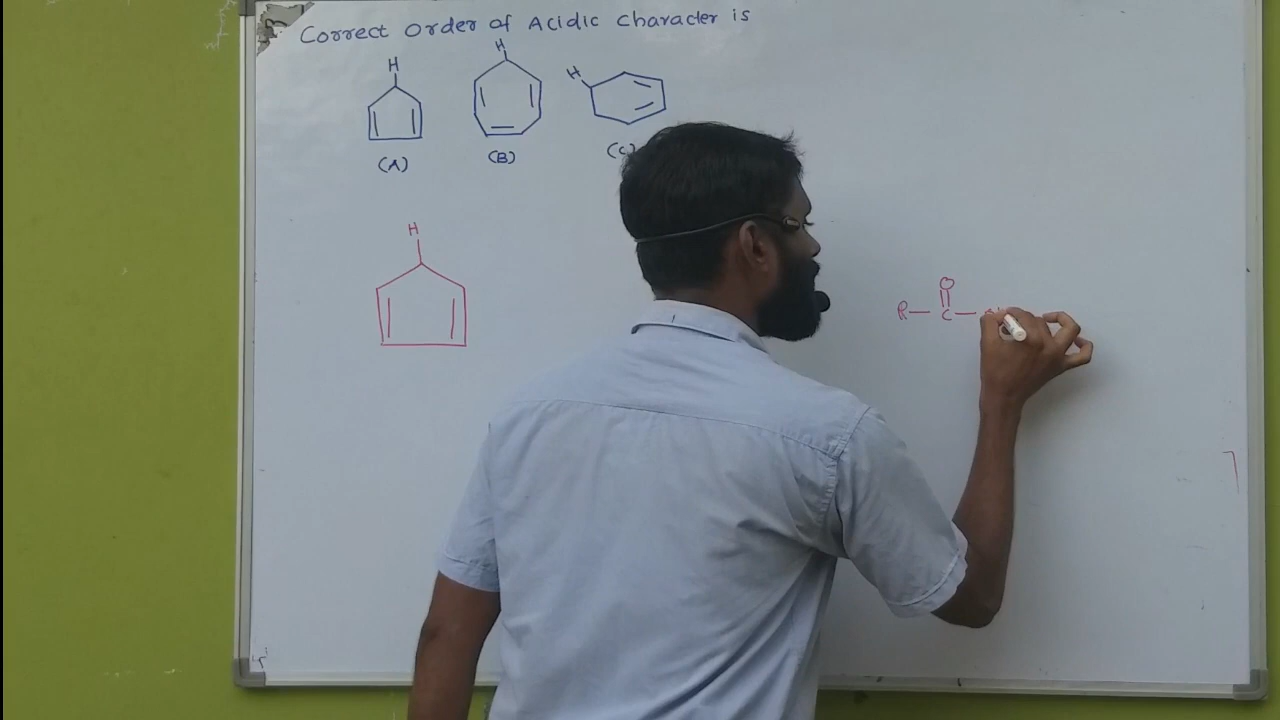 Correct Order of Acidic Character is
H
H
H
(A) (B) (C)
H
O
R — C —